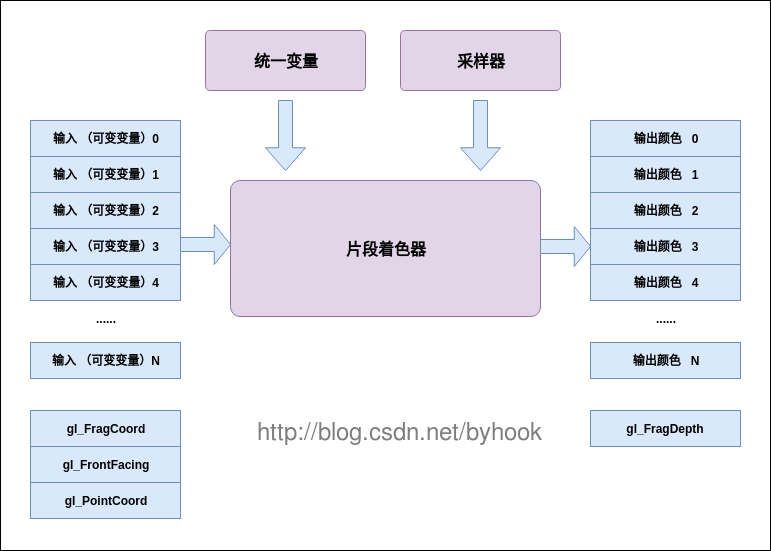 统一变量
采样器
输入 （可变变量）0
输入 （可变变量）1
输入 （可变变量）2
输入 （可变变量）3
输入 （可变变量）4
......
输入 （可变变量）N
gl_FragCoord
gl_FrontFacing
gl_PointCoord
片段着色器
输出颜色 0
输出颜色 1
输出颜色 2
输出颜色 3
输出颜色 4
......
输出颜色 N
gl_FragDepth
http://blog.csdn.net/byhook